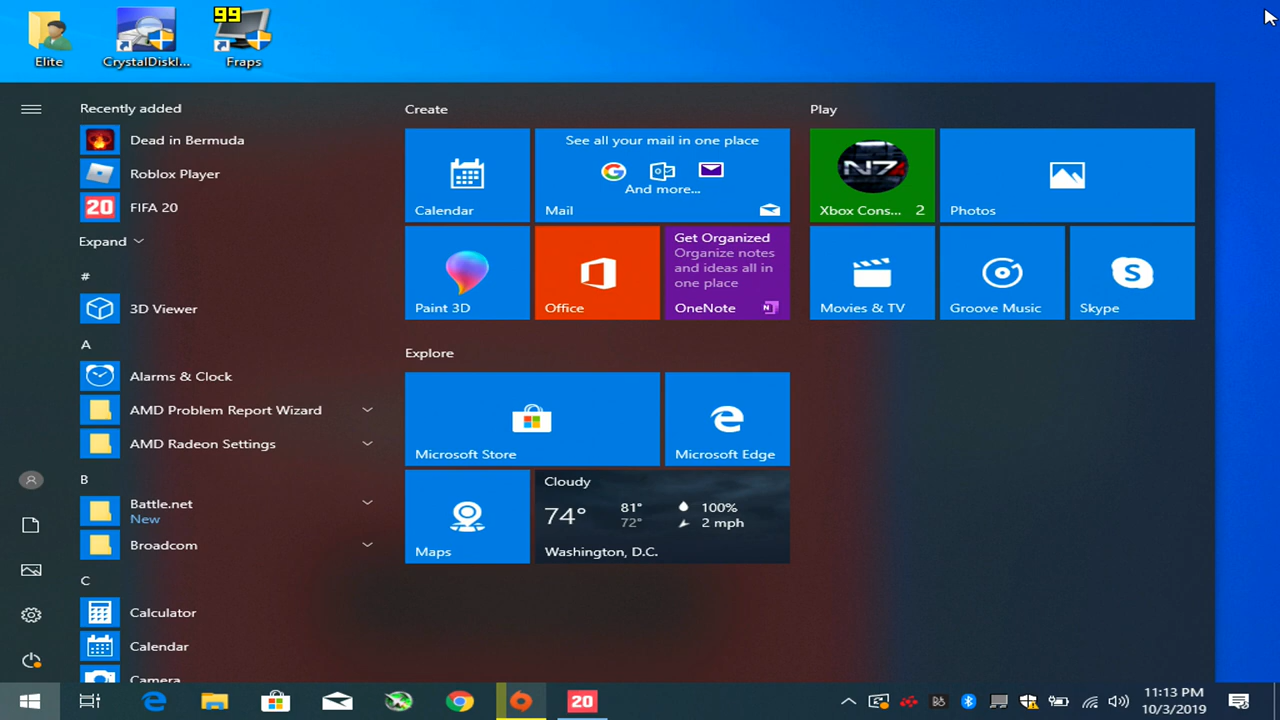 99
Elite
CrystalDiskI...
Fraps
Recently added
Dead in Bermuda
Roblox Player
20
FIFA 20
Expand
#
3D Viewer
A
Alarms & Clock
AMD Problem Report Wizard
AMD Radeon Settings
B
Battle.net
New
Broadcom
C
Calculator
Calendar
Camera
Create
Calendar
See all your mail in one place
And more...
Mail
Paint 3D
Office
Get Organized
Organize notes
and ideas all in
one place
OneNote
N
Explore
Microsoft Store
Microsoft Edge
Maps
Cloudy
74°
81°
72°
100%
2 mph
Washington, D.C.
Play
N7
Xbox Cons... 2
Photos
Movies & TV
Groove Music
S
Skype
20
11:13 PM
10/3/2019